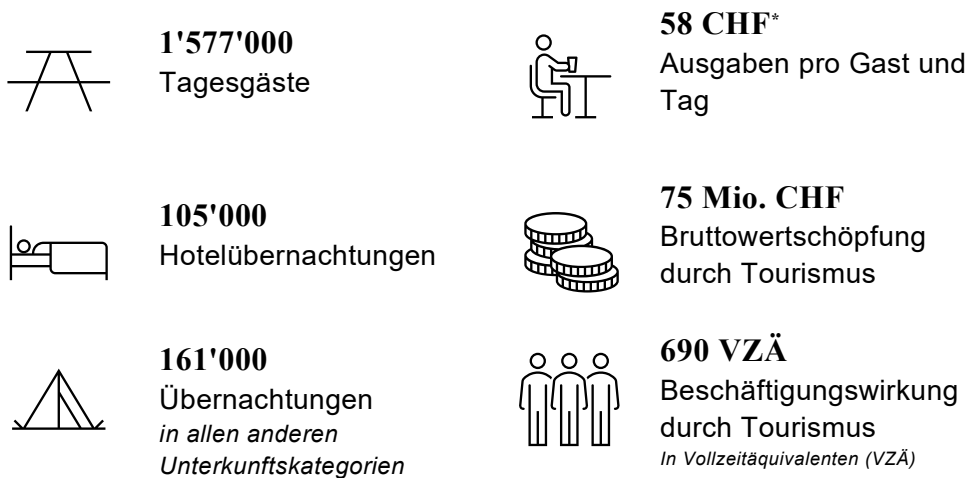 1'577'000
Tagesgäste
58 CHF*
Ausgaben pro Gast und
Tag
105'000
Hotelübernachtungen
75 Mio. CHF
Bruttowertschöpfung
durch Tourismus
161'000
Übernachtungen
in allen anderen
Unterkunftskategorien
690 VZÄ
Beschäftigungswirkung
durch Tourismus
In Vollzeitäquivalenten (VZÄ)